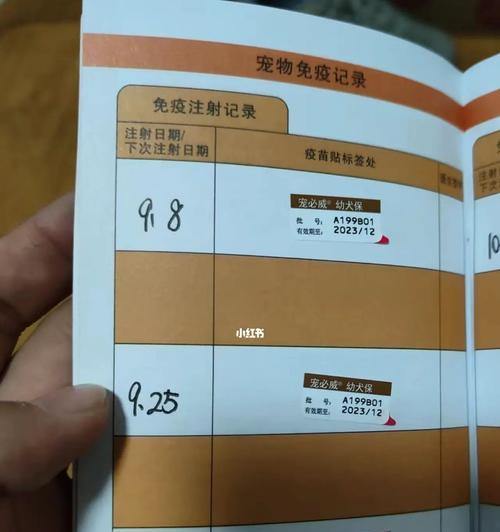 宠物免疫记录
免疫注射记录
注射日期/
下次注射日期
疫苗贴标签处
9.8
宠必威® 幼犬保
批 号: A199B01
有效期至: 2023/12
小红书
9.25
宠必威® 幼犬保
批 号: A199B01
有效期至: 2023/12
10